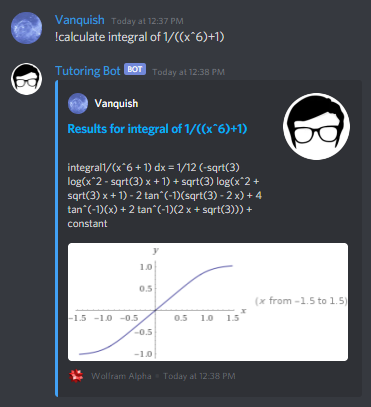 Vanquish Today at 12:37 PM
!calculate integral of 1/((x^6)+1)
Tutoring Bot BOT Today at 12:38 PM
Vanquish
Results for integral of 1/((x^6)+1)
integral1/(x^6 + 1) dx = 1/12 (-sqrt(3)
log(x^2 - sqrt(3) x + 1) + sqrt(3) log(x^2 +
sqrt(3) x + 1) - 2 tan^(-1)(sqrt(3) - 2 x) + 4
tan^(-1)(x) + 2 tan^(-1)(2 x + sqrt(3))) +
constant
y
1.0
0.5
-1.5 -1.0 -0.5 0.5 1.0 1.5 x
(x from -1.5 to 1.5)
-0.5
-1.0
Wolfram Alpha • Today at 12:38 PM